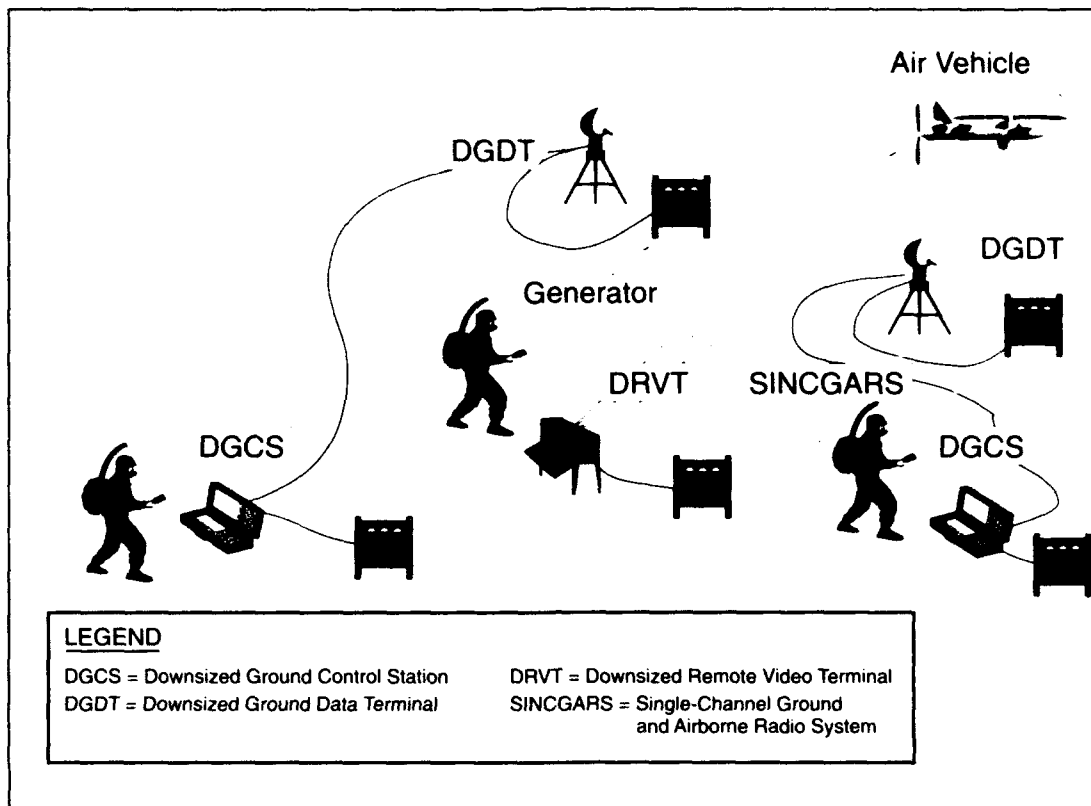 Air Vehicle
DGDT
DGDT
Generator
DRVT
SINCGARS
DGCS
DGCS
LEGEND
DGCS = Downsized Ground Control Station
DGDT = Downsized Ground Data Terminal
DRVT = Downsized Remote Video Terminal
SINCGARS = Single-Channel Ground
and Airborne Radio System